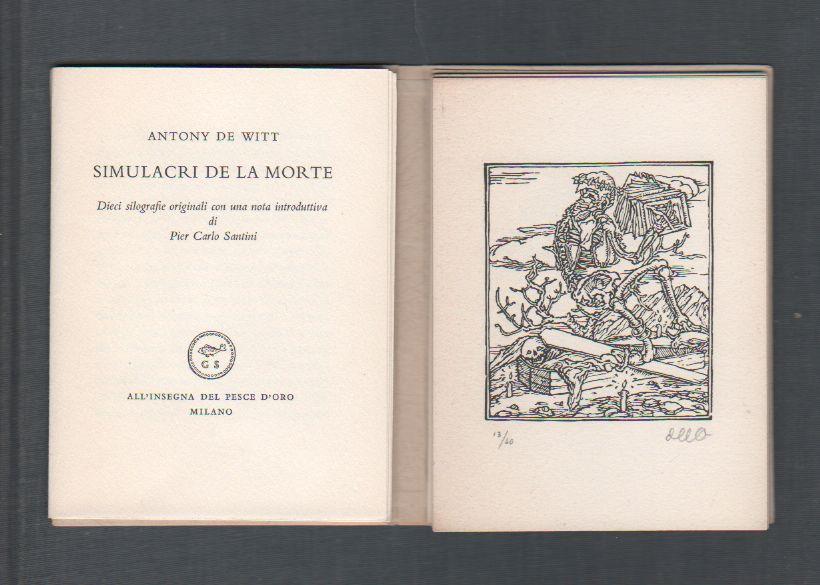 ANTONY DE WITT
SIMULACRI DE LA MORTE
Dieci silografie originali con una nota introduttiva
di
Pier Carlo Santini
G S
ALL'INSEGNA DEL PESCE D'ORO
MILANO
13/40